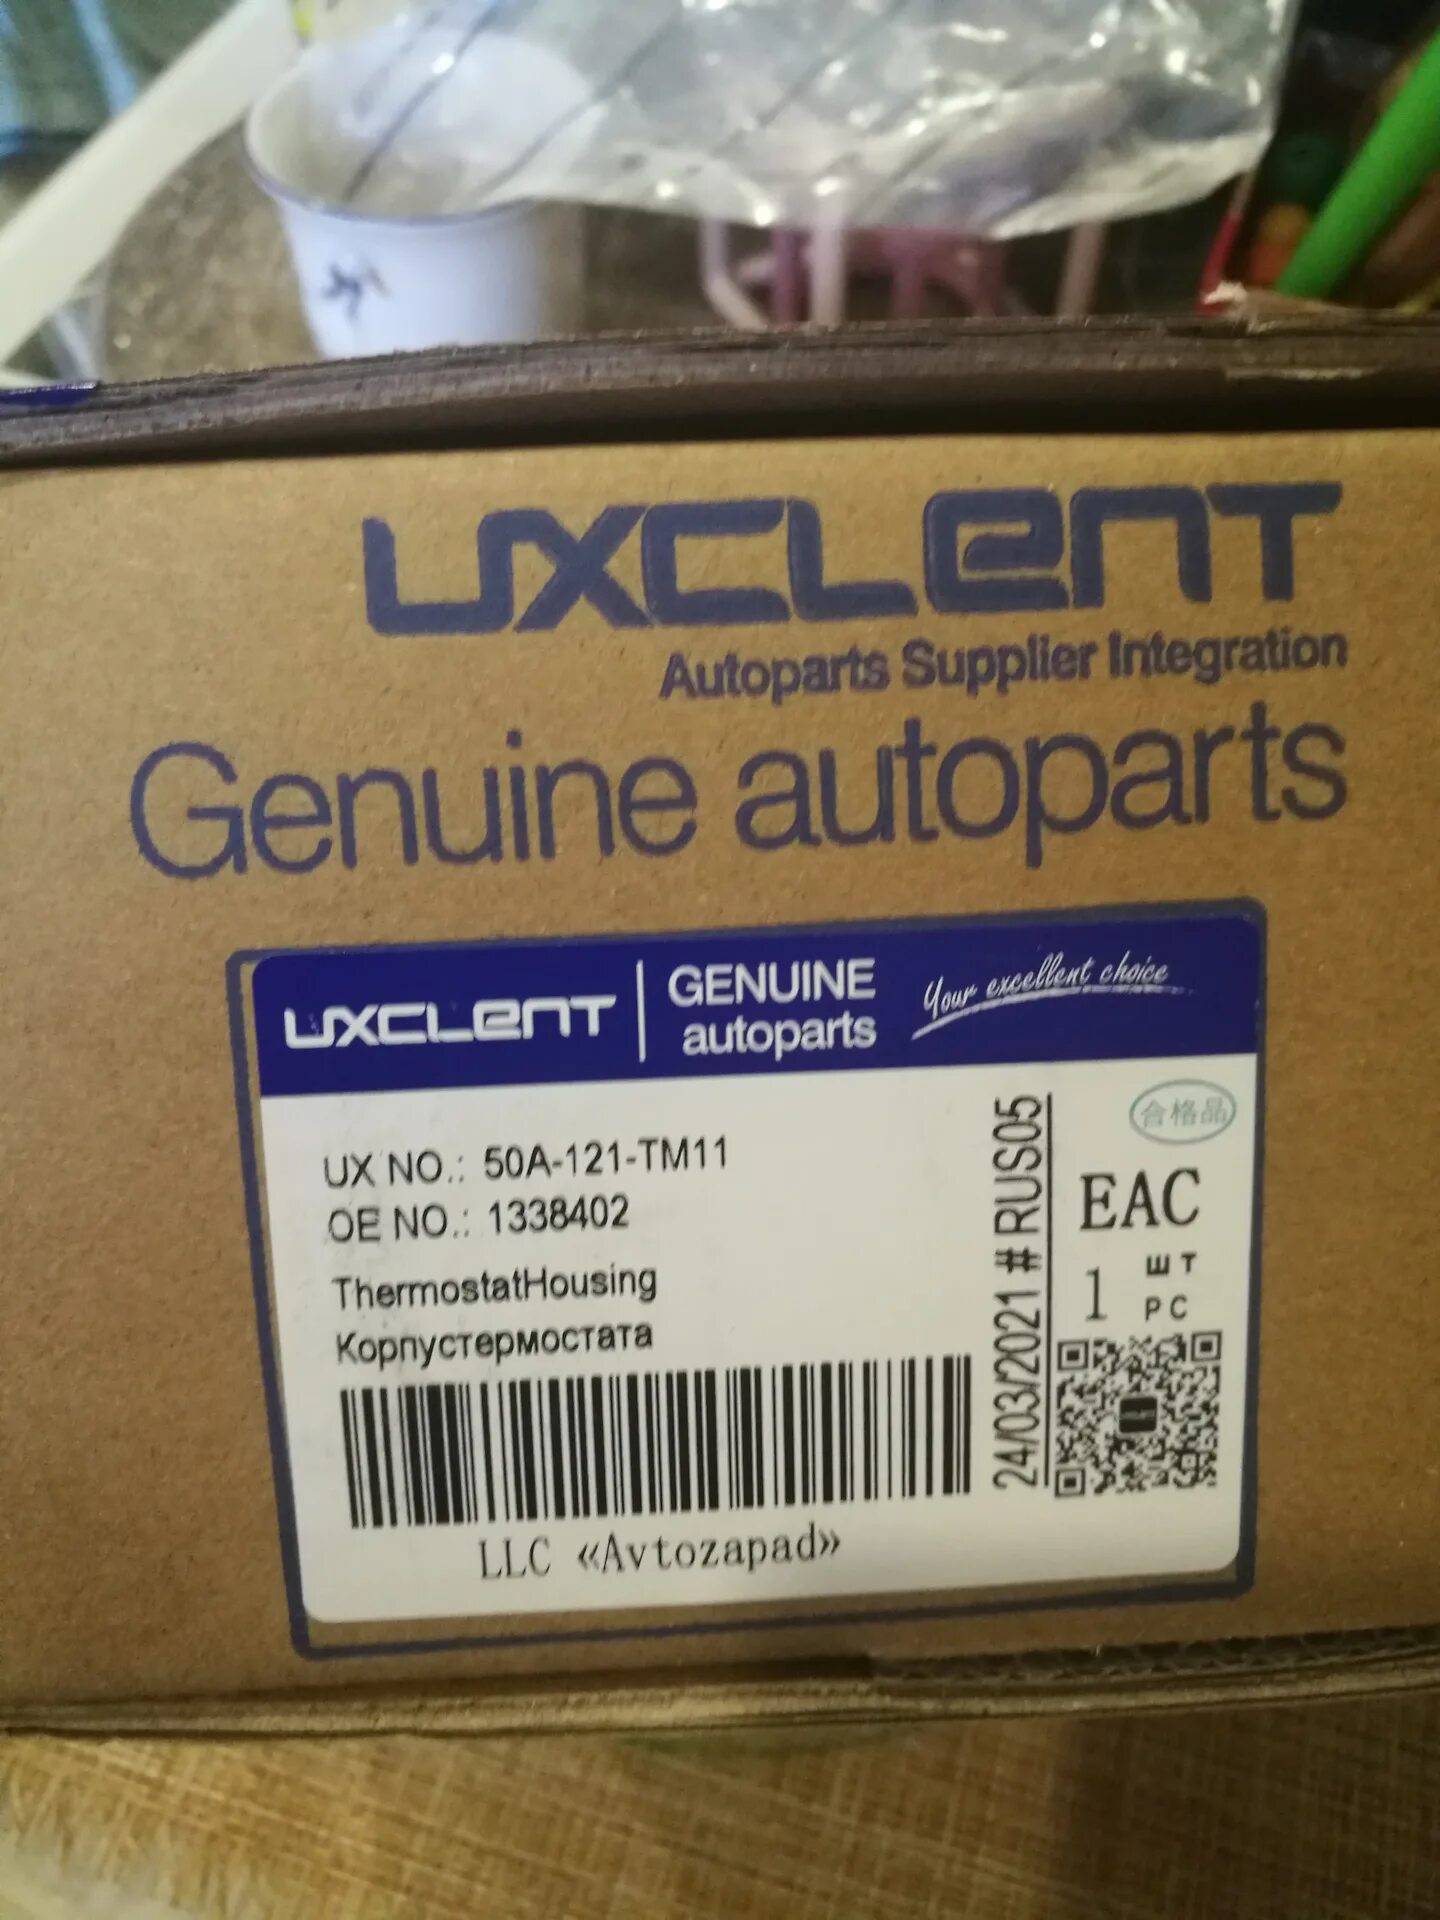 UXCLENT
Autoparts Supplier Integration
Genuine autoparts
UXCLENT
GENUINE
autoparts
Your excellent choice
UX NO.: 50A-121-TM11
OE NO.: 1338402
ThermostatHousing
Корпустермостата
LLC «Avtozapad»
24/03/2021 # RUS05
合格品
EAC
1 ШТ
PC